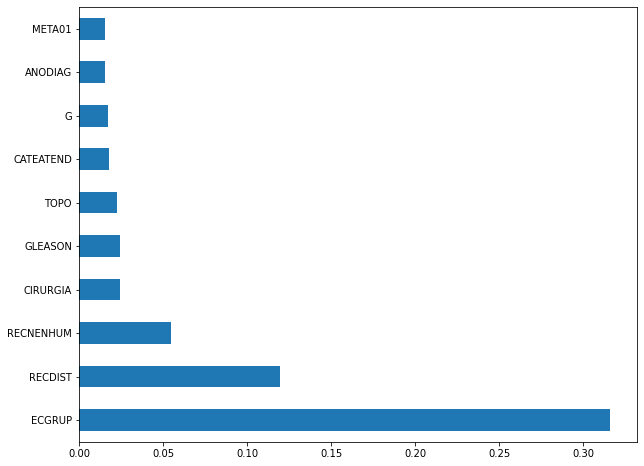 META01
ANODIAG
G
CATEATEND
TOPO
GLEASON
CIRURGIA
RECNENHUM
RECDIST
ECGRUP
0.00 0.05 0.10 0.15 0.20 0.25 0.30